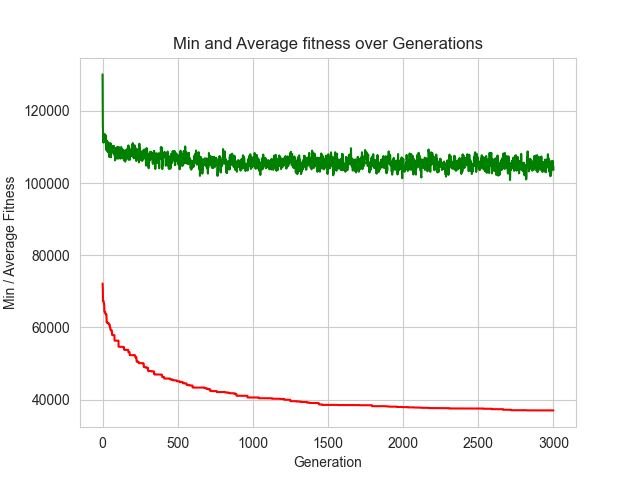 Min and Average fitness over Generations
Min / Average Fitness
120000
100000
80000
60000
40000
0 500 1000 1500 2000 2500 3000
Generation